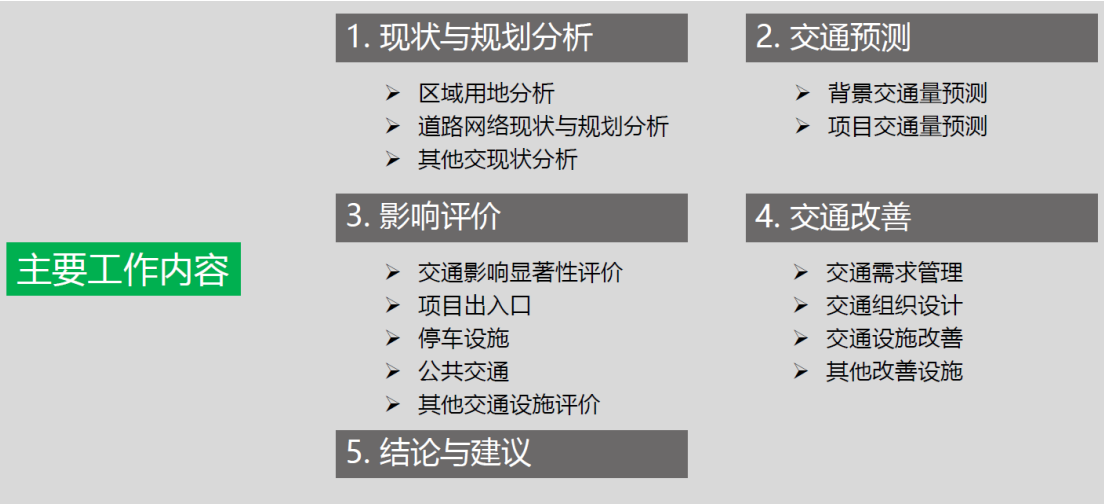 主要工作内容
1. 现状与规划分析
➢ 区域用地分析
➢ 道路网络现状与规划分析
➢ 其他交现状分析
2. 交通预测
➢ 背景交通量预测
➢ 项目交通量预测
3. 影响评价
➢ 交通影响显著性评价
➢ 项目出入口
➢ 停车设施
➢ 公共交通
➢ 其他交通设施评价
4. 交通改善
➢ 交通需求管理
➢ 交通组织设计
➢ 交通设施改善
➢ 其他改善设施
5. 结论与建议